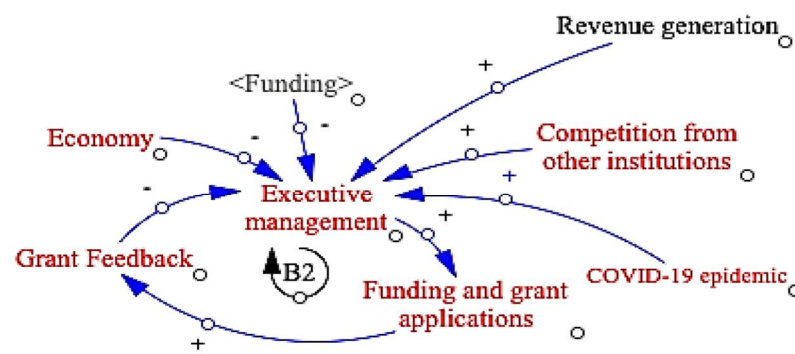 Revenue generation
+
<Funding>
-
Economy
-
+
Competition from
other institutions
-
Executive
management
+
+
Grant Feedback
B2
Funding and grant
applications
COVID-19 epidemic
+